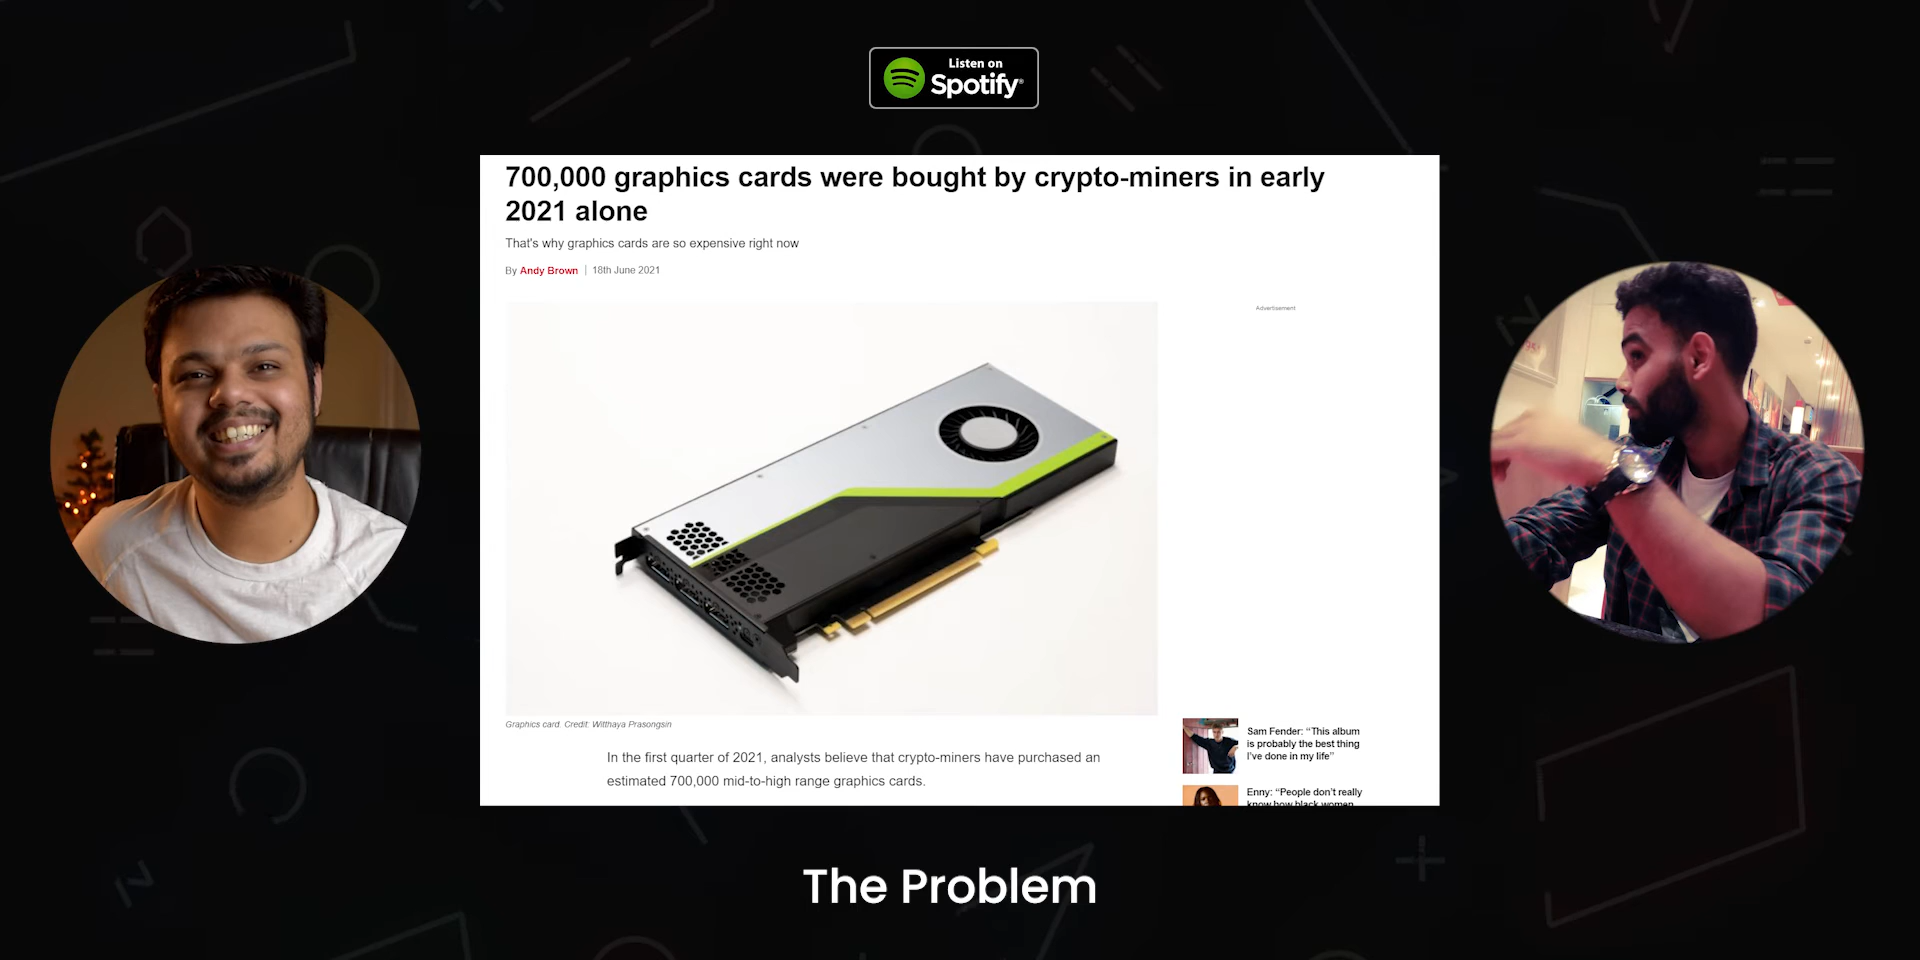 Listen on
Spotify®
700,000 graphics cards were bought by crypto-miners in early
2021 alone
That's why graphics cards are so expensive right now
By Andy Brown | 18th June 2021
Advertisement
Graphics card. Credit: Witthaya Prasongsin
In the first quarter of 2021, analysts believe that crypto-miners have purchased an
estimated 700,000 mid-to-high range graphics cards.
Sam Fender: “This album
is probably the best thing
I've done in my life”
Enny: “People don't really
know how black women
The Problem